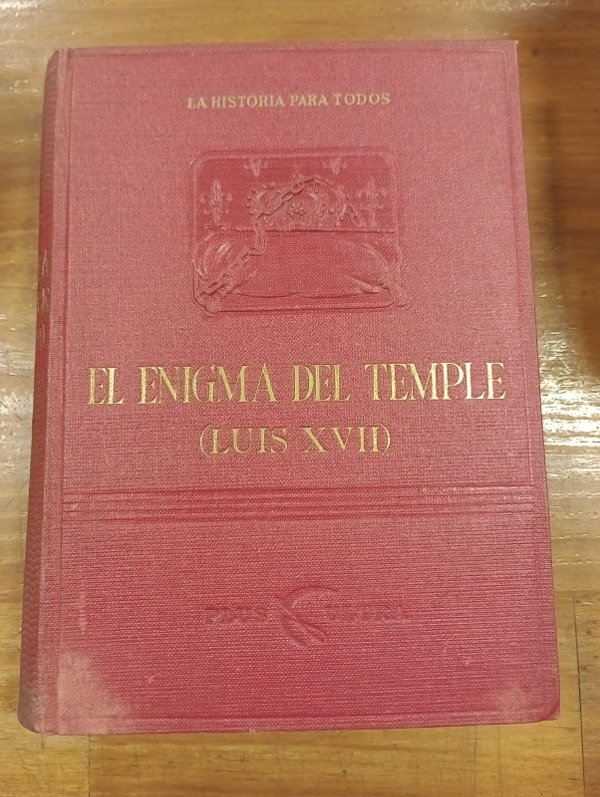 LA HISTORIA PARA TODOS
EL ENIGMA DEL TEMPLE
(LUIS XVII)